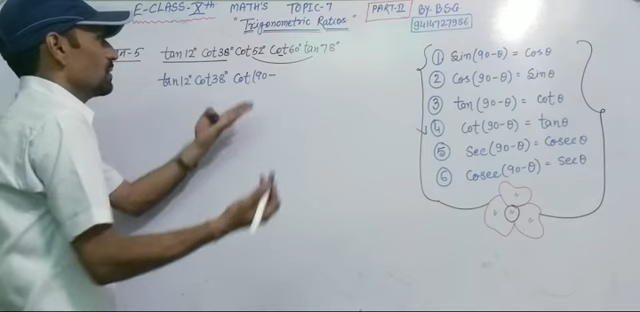 E-CLASS-Xth MATHS TOPIC-7 PART-II BY. BSG
"Trigonometric Ratios" 9414727986
-5 tan12° Cot38° Cot52° Cot60° tan78°
tan12° Cot38° Cot(90-
① Sin(90-θ) = Cosθ
② Cos(90-θ) = Sinθ
③ tan(90-θ) = Cotθ
④ Cot(90-θ) = tanθ
⑤ Sec(90-θ) = Cosecθ
⑥ Cosec(90-θ) = Secθ